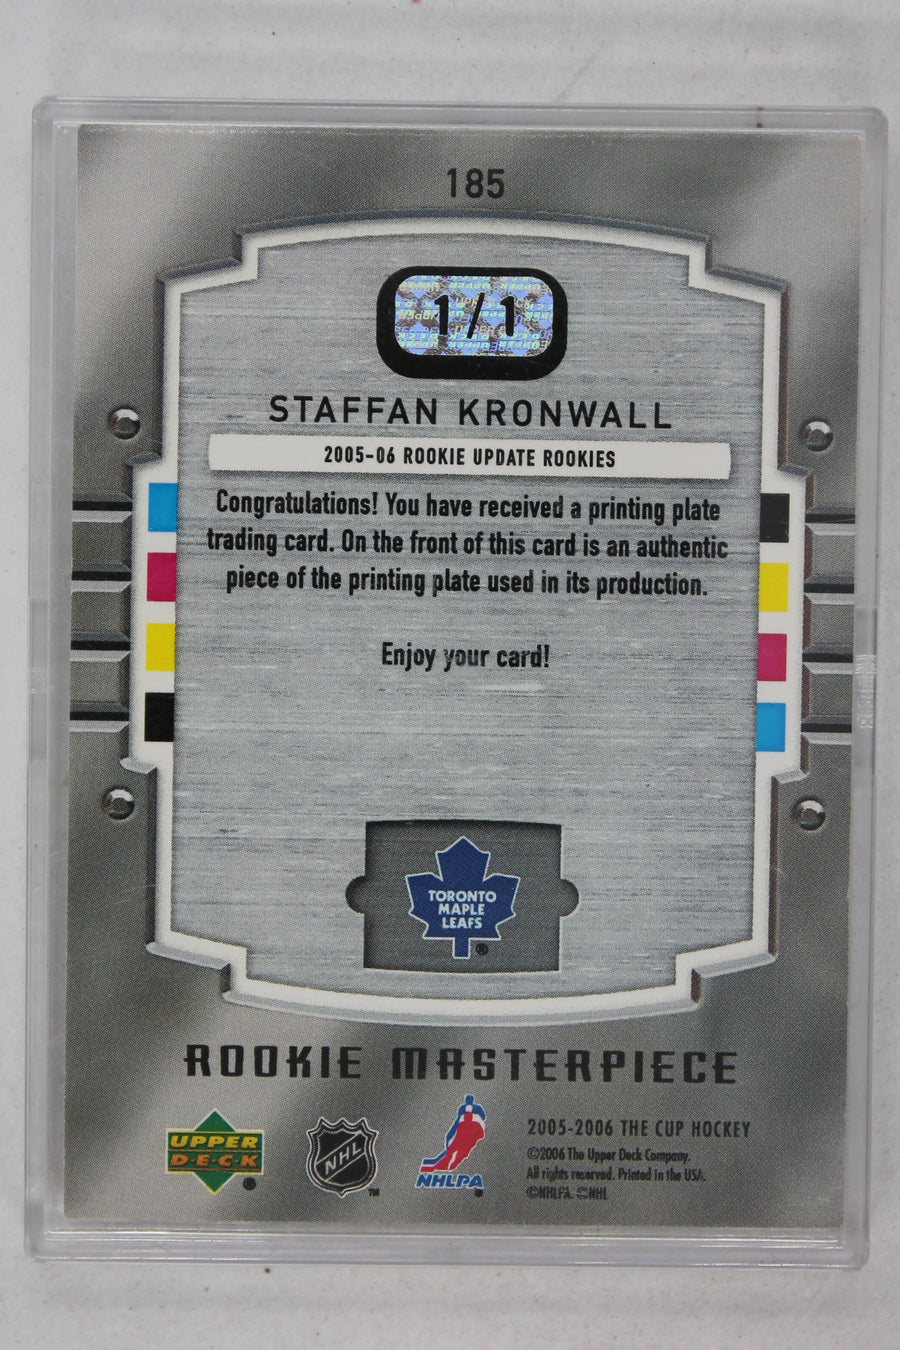 185
1/1
STAFFAN KRONWALL
2005-06 ROOKIE UPDATE ROOKIES
Congratulations! You have received a printing plate
trading card. On the front of this card is an authentic
piece of the printing plate used in its production.
Enjoy your card!
TORONTO
MAPLE
LEAFS
®
ROOKIE MASTERPIECE
UPPER
DECK
NHL
TM
NHLPA
2005-2006 THE CUP HOCKEY
©2006 The Upper Deck Company.
All rights reserved. Printed in the USA.
©NHLPA. ©NHL